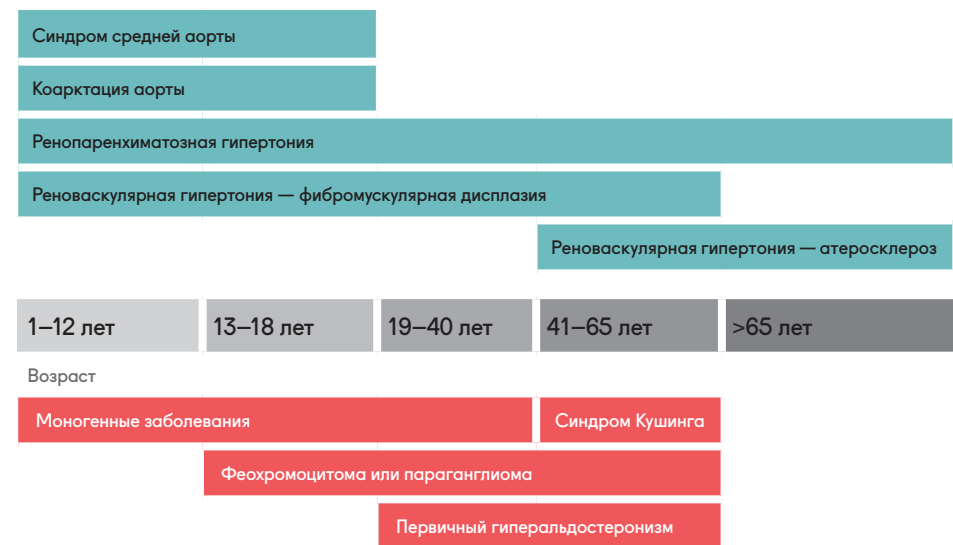 Синдром средней аорты
Коарктация аорты
Ренопаренхиматозная гипертония
Реноваскулярная гипертония — фибромускулярная дисплазия
Реноваскулярная гипертония — атеросклероз
1–12 лет
13–18 лет
19–40 лет
41–65 лет
>65 лет
Возраст
Моногенные заболевания
Синдром Кушинга
Феохромоцитома или параганглиома
Первичный гиперальдостеронизм